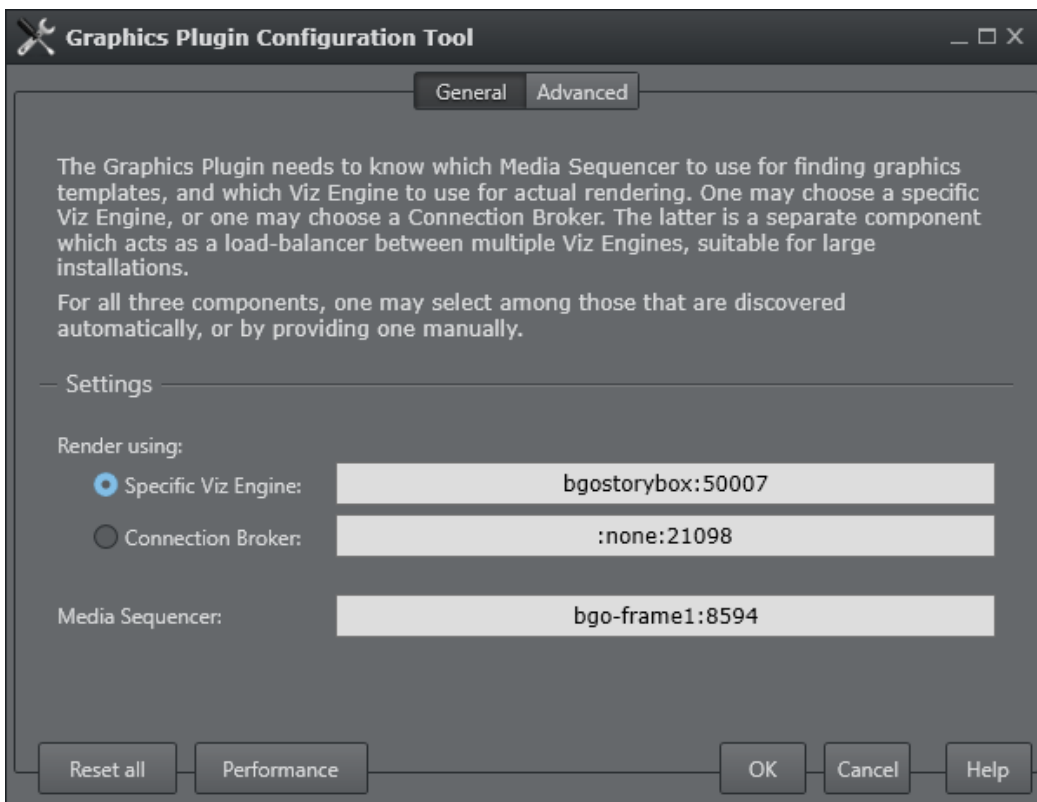 Graphics Plugin Configuration Tool
General Advanced
The Graphics Plugin needs to know which Media Sequencer to use for finding graphics
templates, and which Viz Engine to use for actual rendering. One may choose a specific
Viz Engine, or one may choose a Connection Broker. The latter is a separate component
which acts as a load-balancer between multiple Viz Engines, suitable for large
installations.
For all three components, one may select among those that are discovered
automatically, or by providing one manually.
Settings
Render using:
Specific Viz Engine: bgostorybox:50007
Connection Broker: :none:21098
Media Sequencer: bgo-frame1:8594
Reset all Performance OK Cancel Help